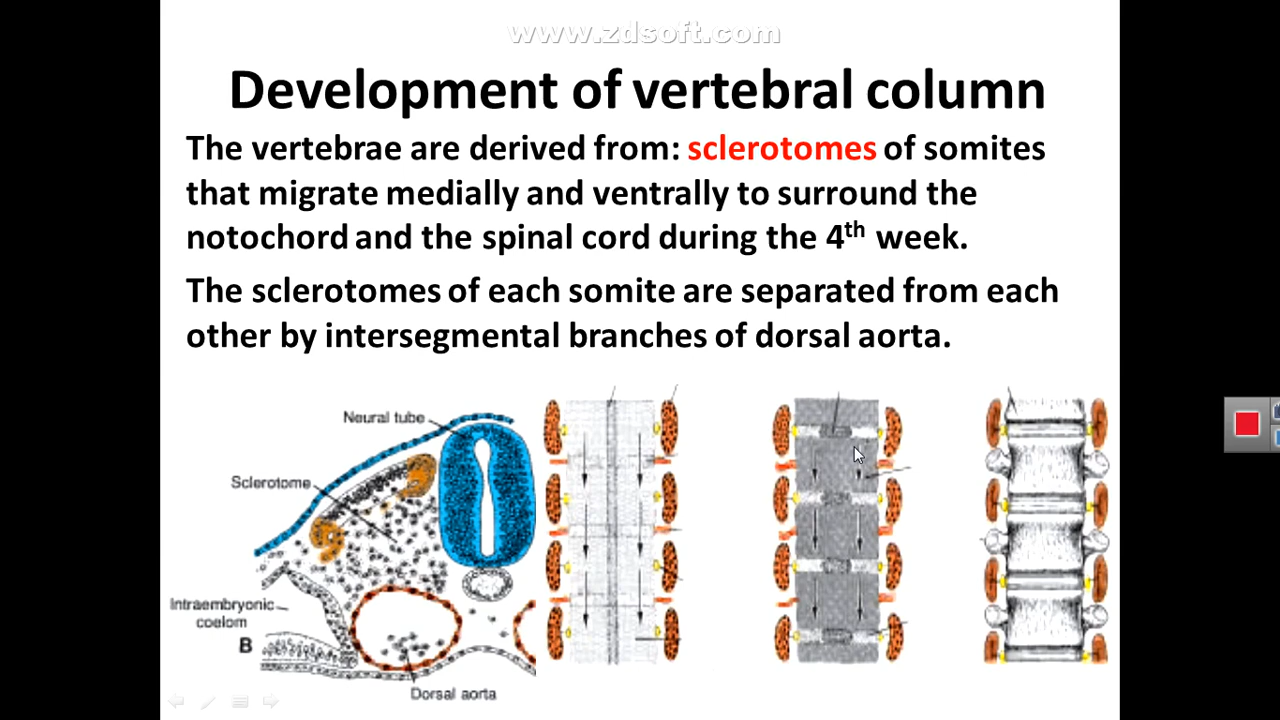 www.zdsoft.com
Development of vertebral column
The vertebrae are derived from: sclerotomes of somites
that migrate medially and ventrally to surround the
notochord and the spinal cord during the 4th week.
The sclerotomes of each somite are separated from each
other by intersegmental branches of dorsal aorta.
Neural tube
Sclerotome
Intraembryonic
coelom
B
Dorsal aorta